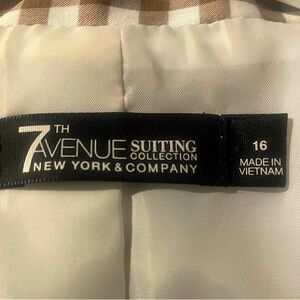 7TH AVENUE SUITING COLLECTION
NEW YORK & COMPANY
16
MADE IN
VIETNAM